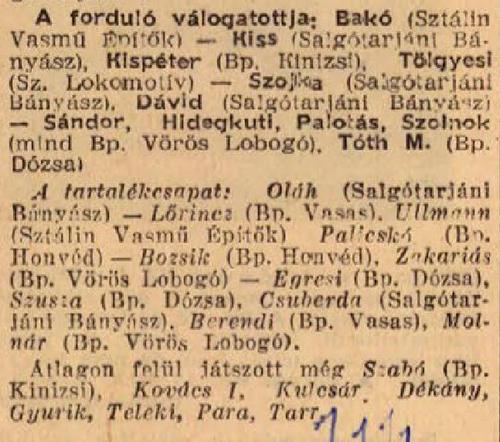 A forduló válogatottja: Bakó (Sztálin
Vasmű Építők) — Kiss (Salgótarjáni Bá-
nyász), Kispéter (Bp. Kinizsi), Tölgyesi
(Sz. Lokomotív) — Szojka (Salgótarjáni
Bányász), Dávid (Salgótarjáni Bányász)
— Sándor, Hidegkuti, Palotás, Szolnok
(mind Bp. Vörös Lobogó), Tóth M. (Bp.
Dózsa)
A tartalékcsapat: Oláh (Salgótarjáni
Bányász) — Lőrincz (Bp. Vasas), Ullmann
(Sztálin Vasmű Építők) Palicskó (Bp.
Honvéd) — Bozsik (Bp. Honvéd), Zakariás
(Bp. Vörös Lobogó) — Egresi (Bp. Dózsa),
Szusza (Bp. Dózsa), Csuberda (Salgótar-
jáni Bányász), Berendi (Bp. Vasas), Mol-
nár (Bp. Vörös Lobogó).
Átlagon felül játszott még Szabó (Bp.
Kinizsi), Kovács I, Kulcsár, Dékány,
Gyurik, Teleki, Para, Tarr